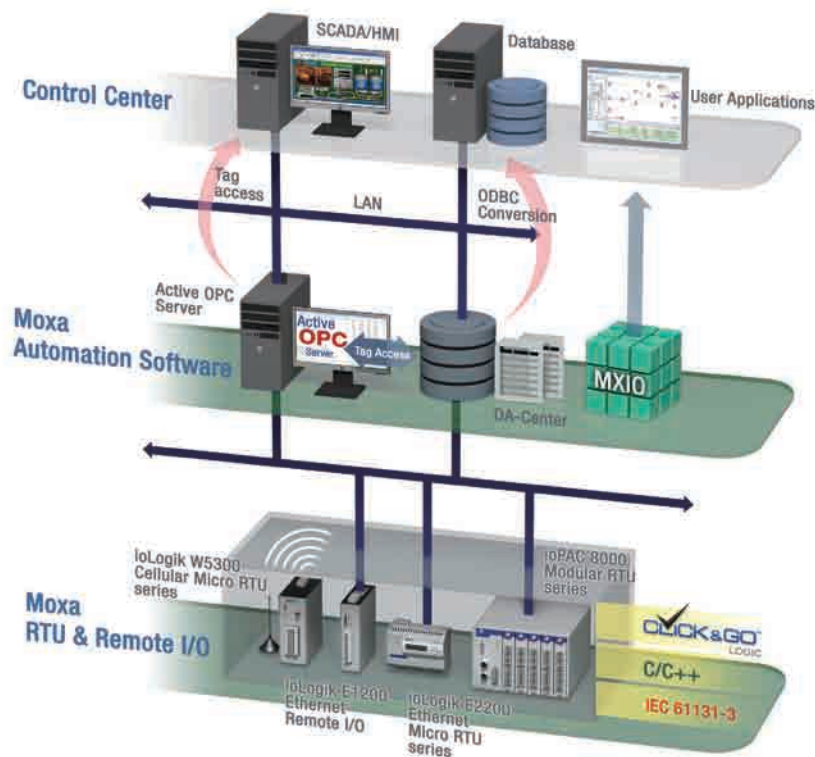 SCADA/HMI
Database
User Applications
Control Center
Tag
access
LAN
ODBC
Conversion
Active OPC
Server
Moxa
Automation Software
Active
OPC
Server
Tag Access
DA-Center
MXIO
ioLogik W5300
Cellular Micro RTU
series
ioPAC 8000
Modular RTU
series
Moxa
RTU & Remote I/O
CLICK&GO™
LOGIC
C/C++
IEC 61131-3
ioLogik E1200
Ethernet
Remote I/O
ioLogik E2200
Ethernet
Micro RTU
series